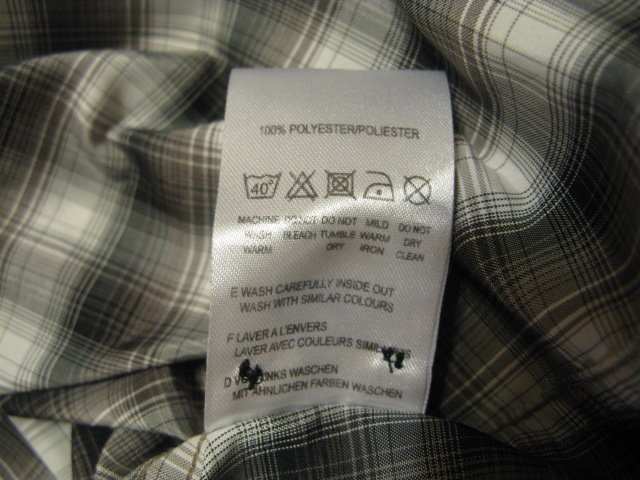 100% POLYESTER/POLIESTER
40°
MACHINE DO NOT DO NOT MILD DO NOT
WASH BLEACH TUMBLE WARM DRY
WARM DRY IRON CLEAN
E WASH CAREFULLY INSIDE OUT
WASH WITH SIMILAR COLOURS
F LAVER A L'ENVERS
LAVER AVEC COULEURS
D WASCHEN
MIT ÄHNLICHEN FARBEN WASCHEN